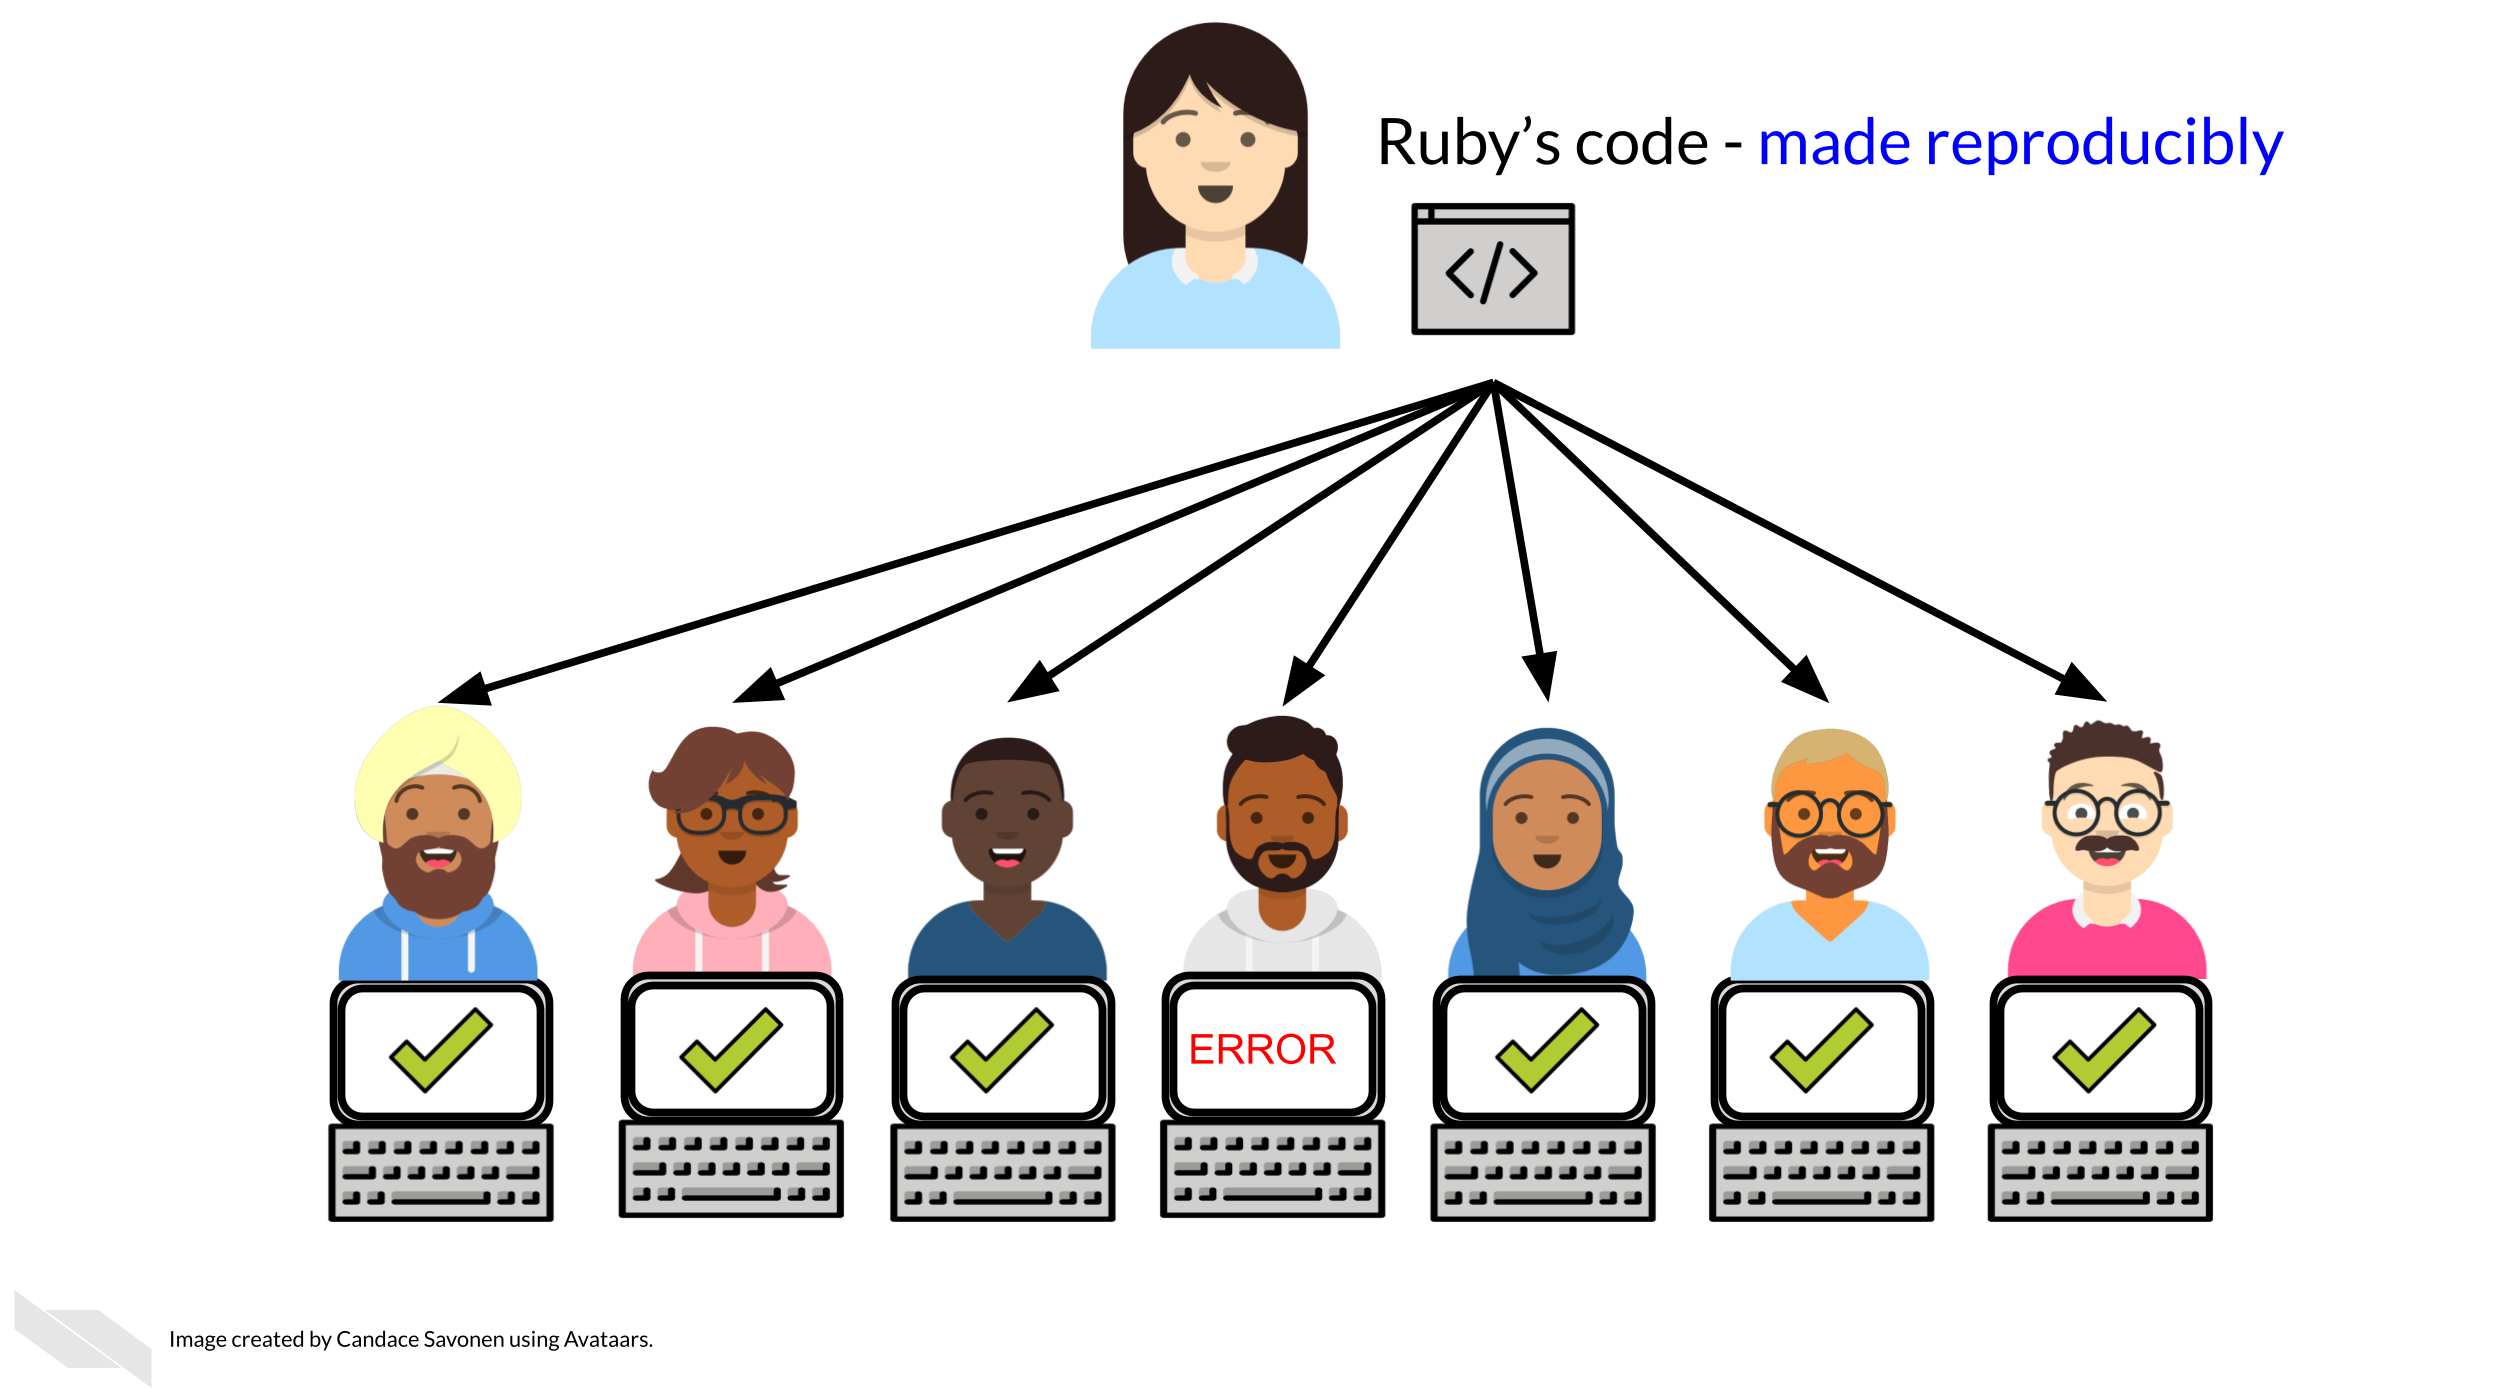 Ruby’s code - made reproducibly
</>
ERROR
Image created by Candace Savonen using Avataars.